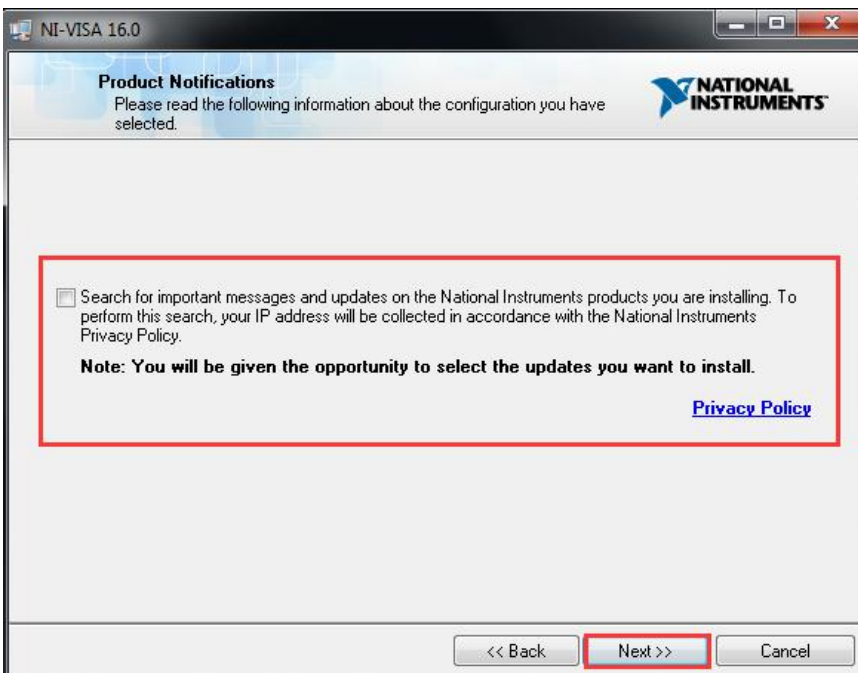 NI-VISA 16.0
Product Notifications
Please read the following information about the configuration you have
selected.
NATIONAL
INSTRUMENTS™
Search for important messages and updates on the National Instruments products you are installing. To
perform this search, your IP address will be collected in accordance with the National Instruments
Privacy Policy.
Note: You will be given the opportunity to select the updates you want to install.
Privacy Policy
<< Back
Next >>
Cancel